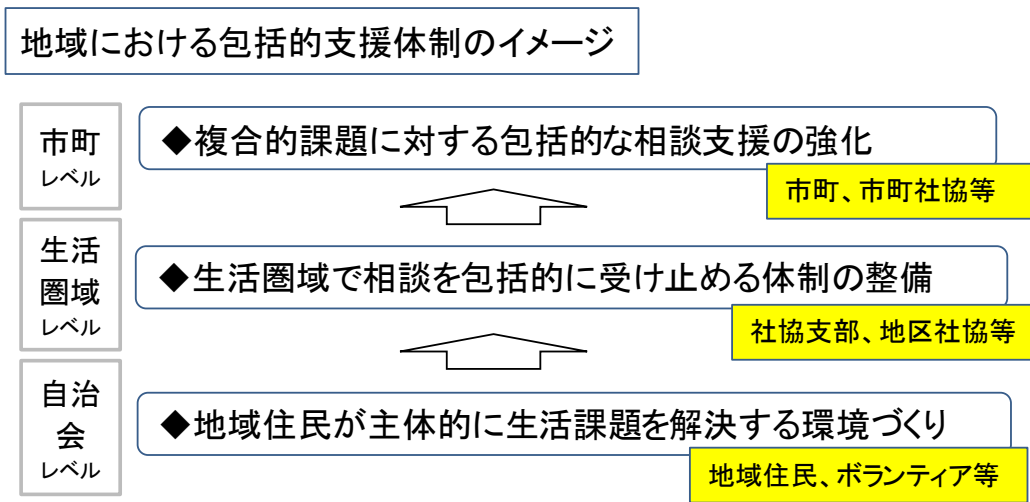 地域における包括的支援体制のイメージ
市町
レベル
◆複合的課題に対する包括的な相談支援の強化
市町、市町社協等
生活
圏域
レベル
◆生活圏域で相談を包括的に受け止める体制の整備
社協支部、地区社協等
自治
会
レベル
◆地域住民が主体的に生活課題を解決する環境づくり
地域住民、ボランティア等